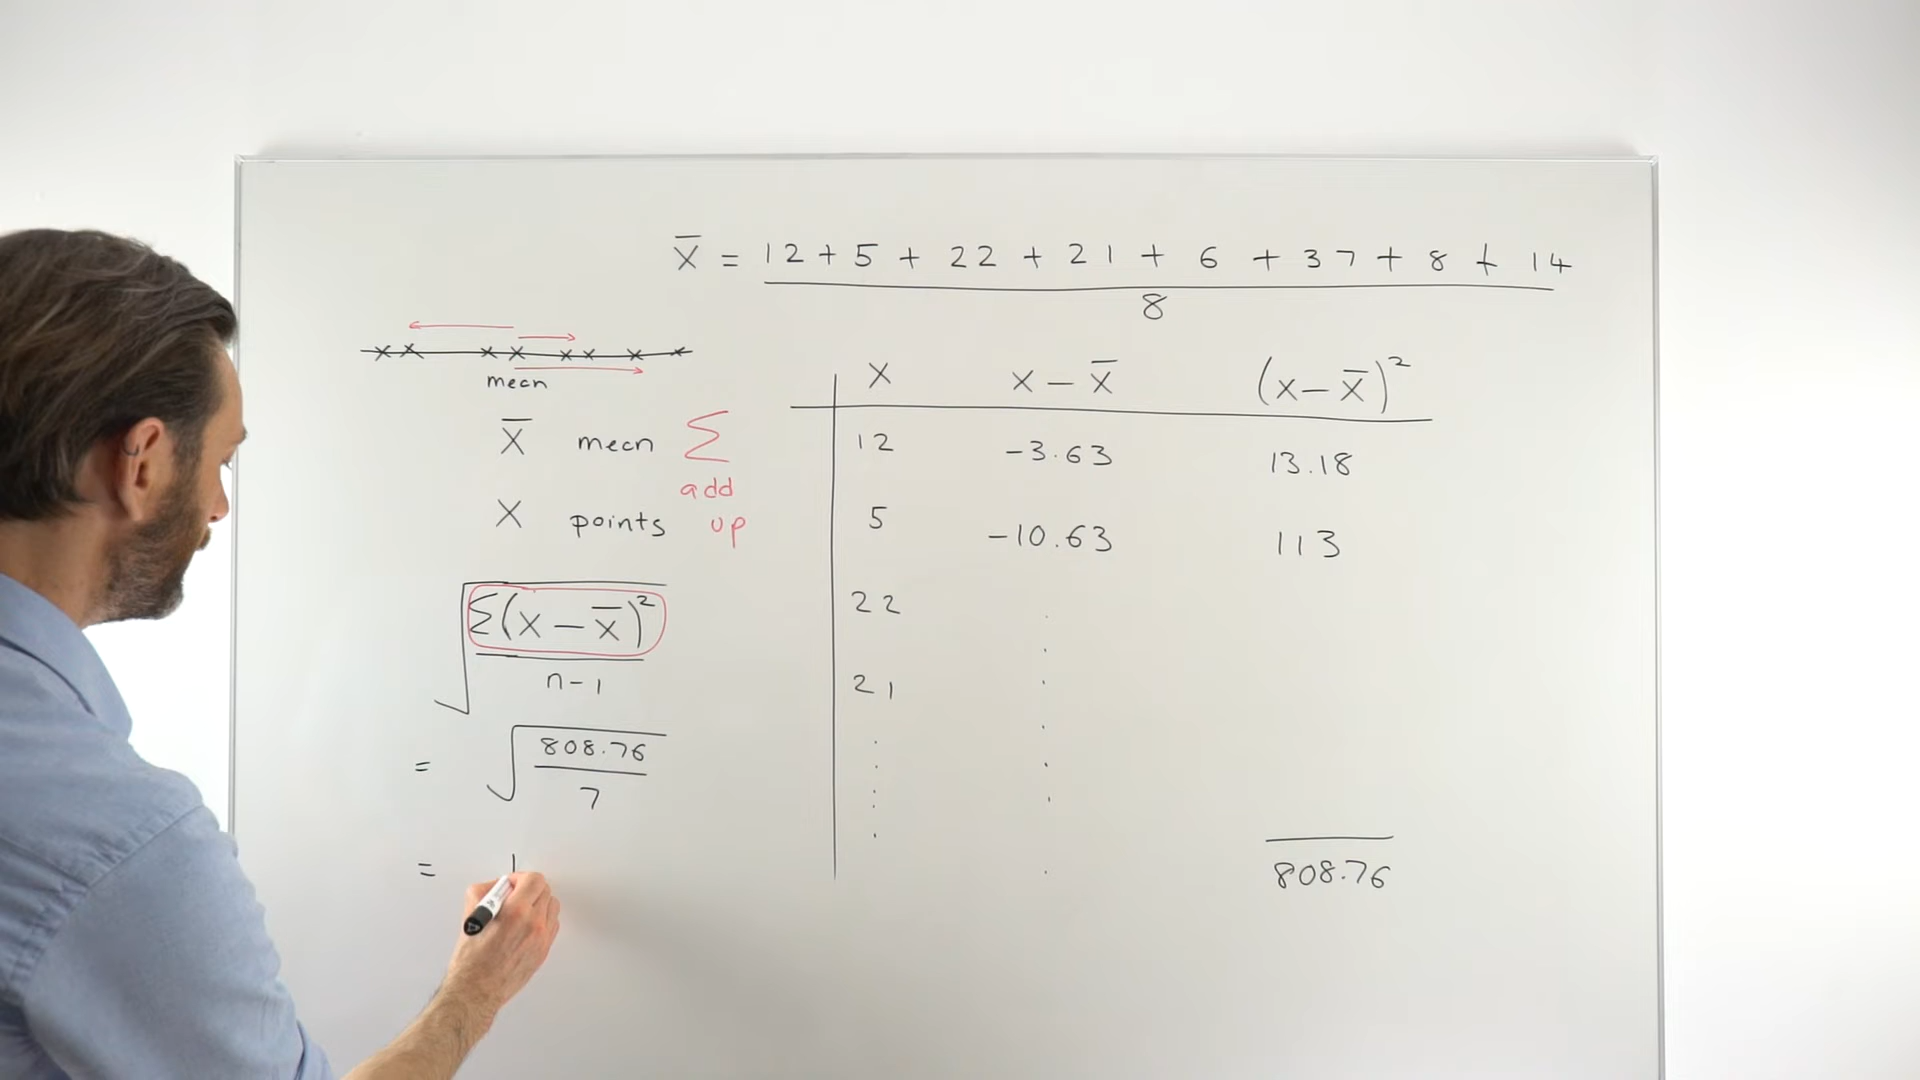 x̄ = 12 + 5 + 22 + 21 + 6 + 37 + 8 + 14
8
mean
x̄ mean Σ
add
x points up
√ Σ(x − x̄)²
n − 1
= √ 808.76
7
= 1
x x − x̄ (x − x̄)²
12 −3.63 13.18
5 −10.63 113
22 .
21 .
808.76